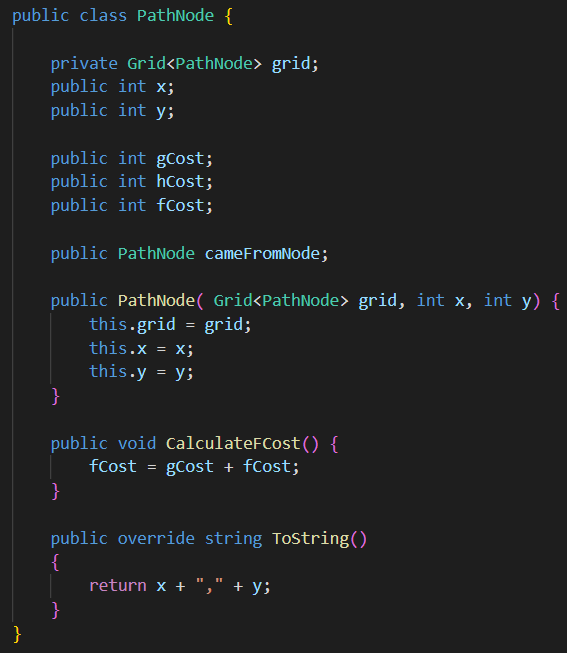 public class PathNode {
private Grid<PathNode> grid;
public int x;
public int y;
public int gCost;
public int hCost;
public int fCost;
public PathNode cameFromNode;
public PathNode( Grid<PathNode> grid, int x, int y) {
this.grid = grid;
this.x = x;
this.y = y;
}
public void CalculateFCost() {
fCost = gCost + fCost;
}
public override string ToString()
{
return x + "," + y;
}
}